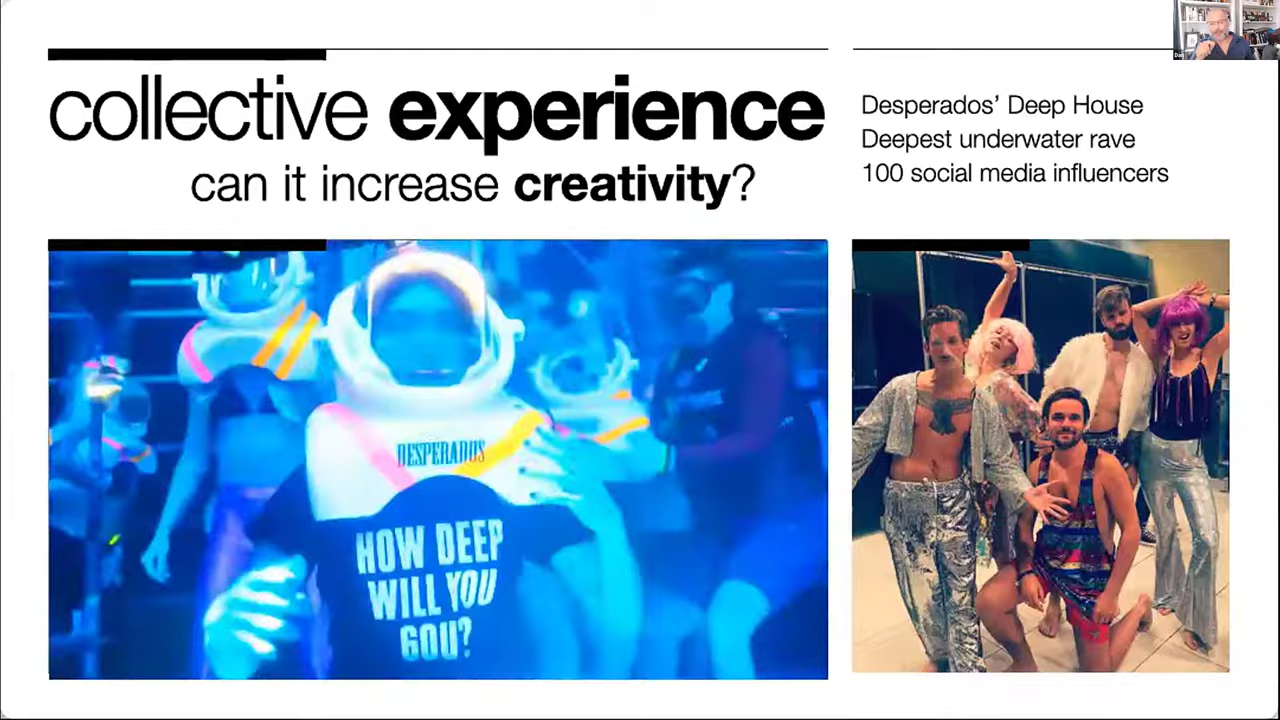 collective experience
can it increase creativity?
Desperados’ Deep House
Deepest underwater rave
100 social media influencers
DESPERADOS
HOW DEEP
WILL YOU
GOU?